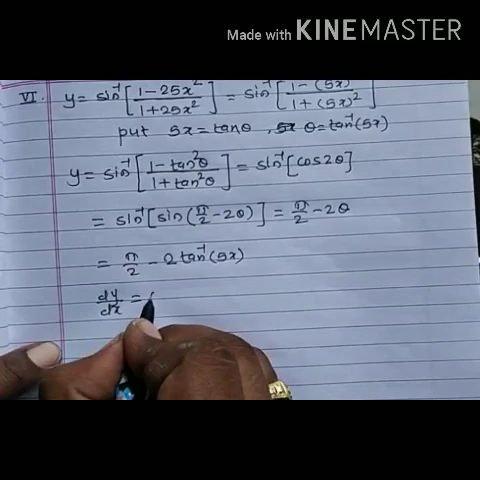 Made with KINEMASTER
VI. y = sin⁻¹[1-25x²/1+25x²] = sin⁻¹[1-(5x)²/1+(5x)²]
put 5x = tanθ , θ = tan⁻¹(5x)
y = sin⁻¹[1-tan²θ/1+tan²θ] = sin⁻¹[cos2θ]
= sin⁻¹[sin(π/2-2θ)] = π/2-2θ
= π/2 - 2tan⁻¹(5x)
dy/dx =